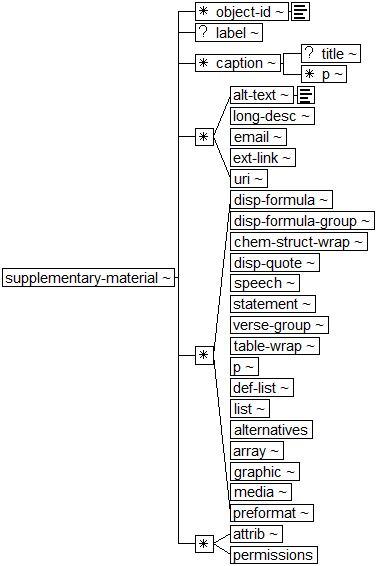 * object-id ~
? label ~
* caption ~
? title ~
* p ~
* 
alt-text ~
long-desc ~
email ~
ext-link ~
uri ~
supplementary-material ~
*
disp-formula ~
disp-formula-group ~
chem-struct-wrap ~
disp-quote ~
speech ~
statement ~
verse-group ~
table-wrap ~
p ~
def-list ~
list ~
alternatives
array ~
graphic ~
media ~
preformat ~
*
attrib ~
permissions